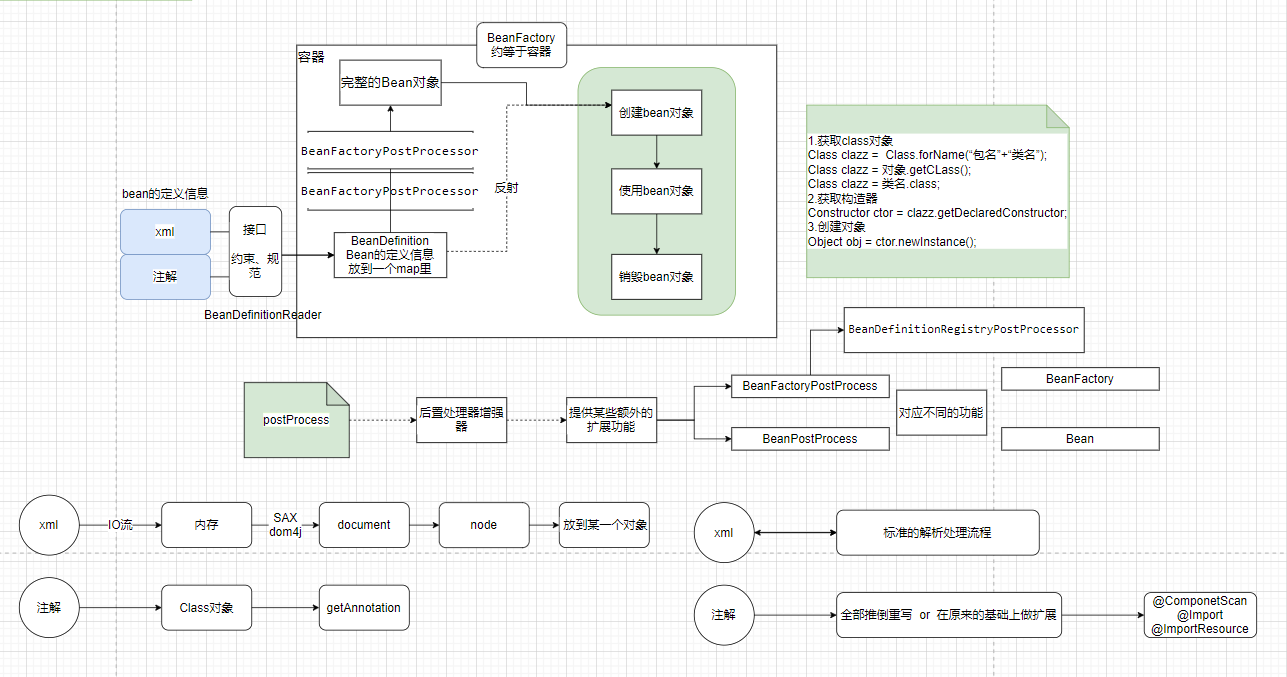 BeanFactory
约等于容器
容器
完整的Bean对象
创建bean对象
BeanFactoryPostProcessor
BeanFactoryPostProcessor
反射
使用bean对象
bean的定义信息
xml
接口
约束、规
范
注解
BeanDefinition
Bean的定义信息
放到一个map里
销毁bean对象
BeanDefinitionReader
1.获取class对象
Class clazz = Class.forName(“包名”+“类名”);
Class clazz = 对象.getCLass();
Class clazz = 类名.class;
2.获取构造器
Constructor ctor = clazz.getDeclaredConstructor;
3.创建对象
Object obj = ctor.newInstance();
BeanDefinitionRegistryPostProcessor
postProcess
后置处理器增强
器
提供某些额外的
扩展功能
BeanFactoryPostProcess
BeanPostProcess
对应不同的功能
BeanFactory
Bean
xml
IO流
内存
SAX
dom4j
document
node
放到某一个对象
xml
标准的解析处理流程
注解
Class对象
getAnnotation
注解
全部推倒重写 or 在原来的基础上做扩展
@ComponetScan
@Import
@ImportResource